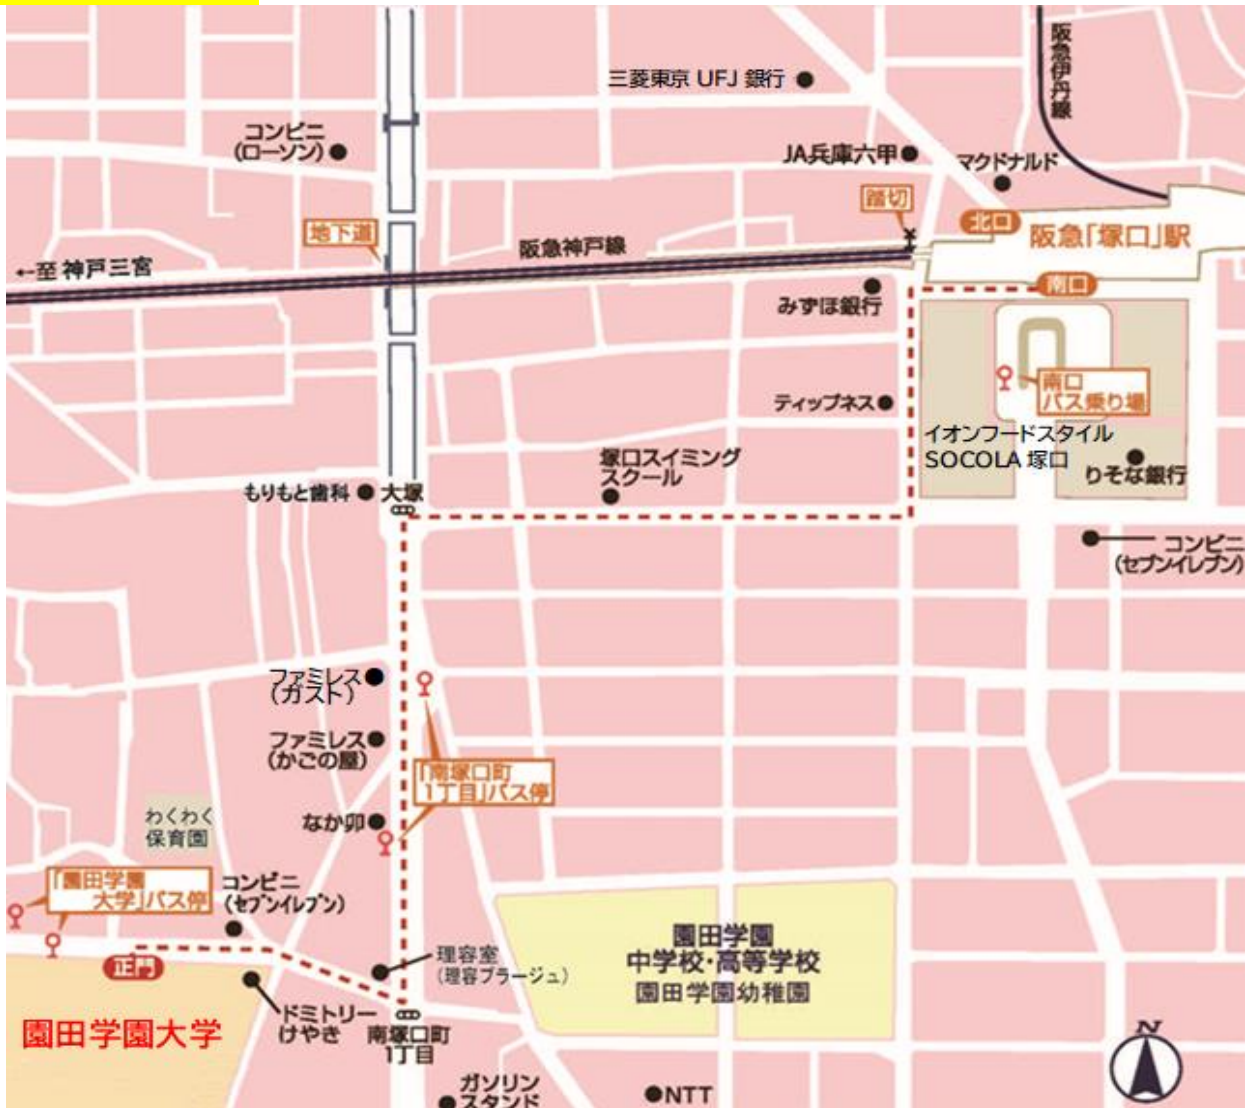 阪急伊丹線
三菱東京 UFJ 銀行
コンビニ
(ローソン)
JA兵庫六甲
マクドナルド
踏切
北口
地下道
阪急神戸線
阪急「塚口」駅
←至 神戸三宮
南口
みずほ銀行
南口
バス乗り場
ティップネス
イオンフードスタイル
SOCOLA 塚口
塚口スイミング
スクール
りそな銀行
もりもと歯科
大塚
コンビニ
(セブンイレブン)
ファミレス
(ガスト)
ファミレス
(かごの屋)
「南塚口町
1丁目」バス停
わくわく
保育園
なか卯
「園田学園
大学」バス停
コンビニ
(セブンイレブン)
園田学園
中学校・高等学校
園田学園幼稚園
理容室
(理容プラージュ)
正門
ドミトリー
けやき
南塚口町
1丁目
園田学園大学
N
ガソリン
スタンド
NTT